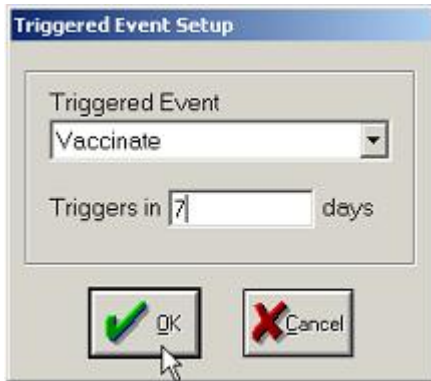 Triggered Event Setup
Triggered Event
Vaccinate
Triggers in 7 days
OK Cancel